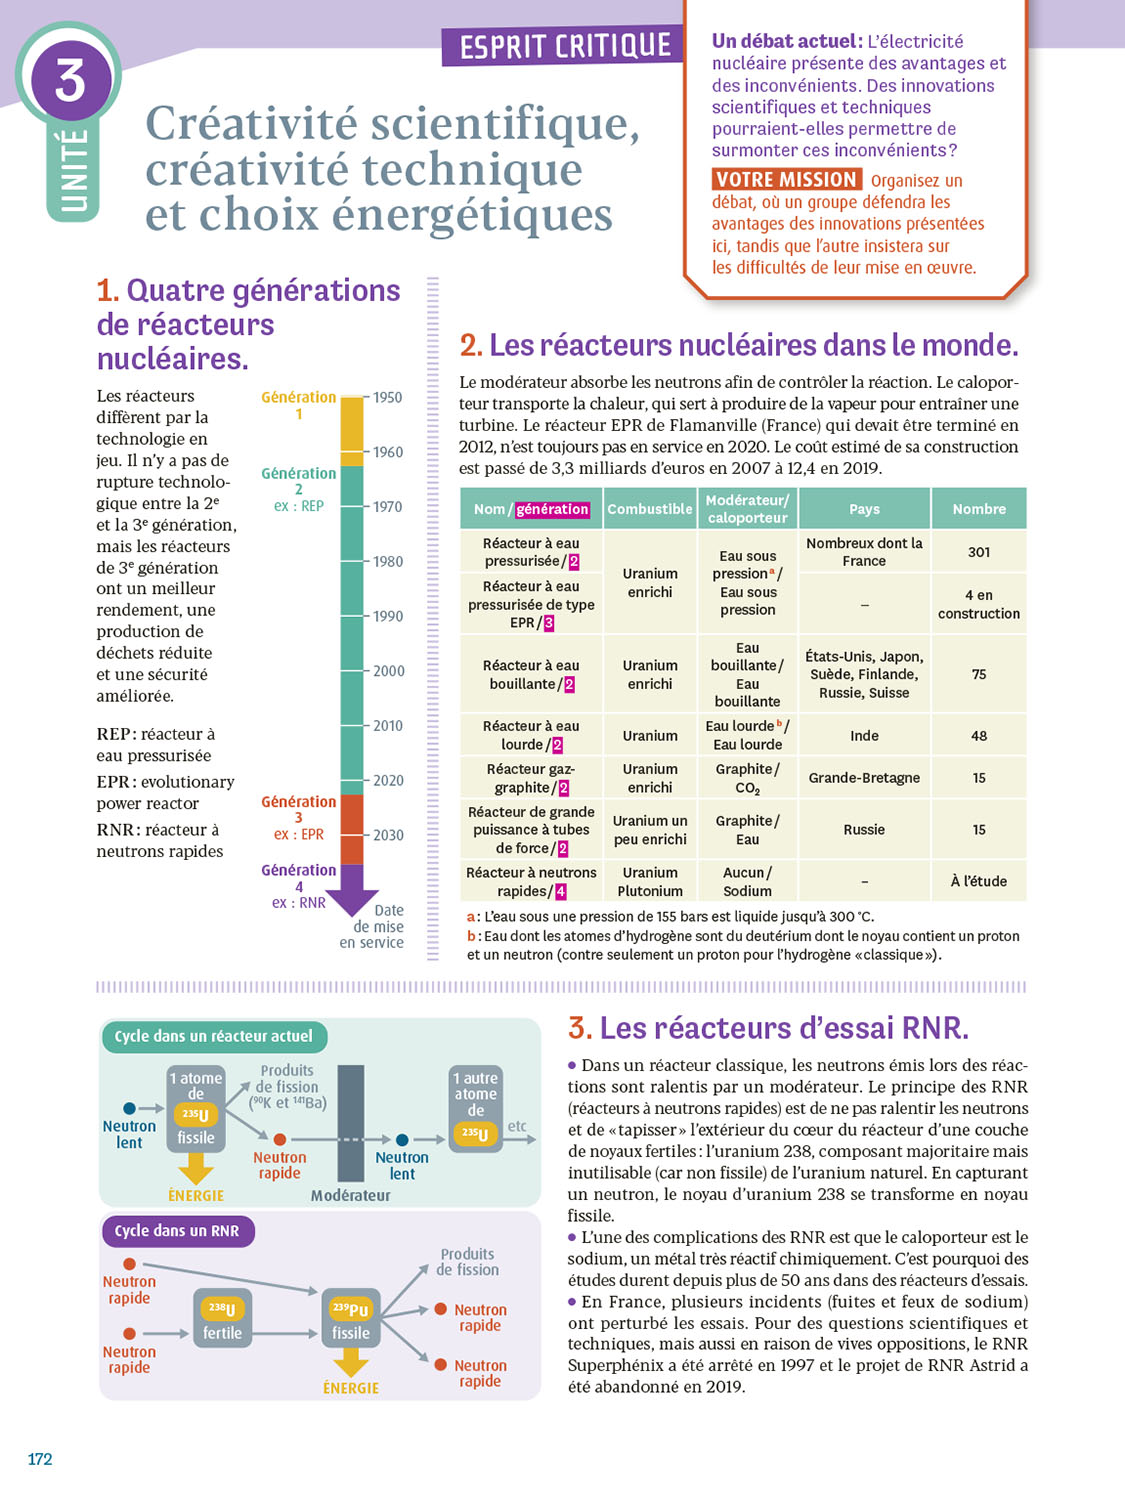 3
UNITÉ
ESPRIT CRITIQUE
Créativité scientifique,
créativité technique
et choix énergétiques
Un débat actuel : L’électricité
nucléaire présente des avantages et
des inconvénients. Des innovations
scientifiques et techniques
pourraient-elles permettre de
surmonter ces inconvénients ?
VOTRE MISSION Organisez un
débat, où un groupe défendra les
avantages des innovations présentées
ici, tandis que l’autre insistera sur
les difficultés de leur mise en œuvre.
1. Quatre générations
de réacteurs
nucléaires.
Les réacteurs
diffèrent par la
technologie en
jeu. Il n’y a pas de
rupture technolo-
gique entre la 2e
et la 3e génération,
mais les réacteurs
de 3e génération
ont un meilleur
rendement, une
production de
déchets réduite
et une sécurité
améliorée.
REP : réacteur à
eau pressurisée
EPR : evolutionary
power reactor
RNR : réacteur à
neutrons rapides
Génération
1
Génération
2
ex : REP
Génération
3
ex : EPR
Génération
4
ex : RNR
1950
1960
1970
1980
1990
2000
2010
2020
2030
Date
de mise
en service
2. Les réacteurs nucléaires dans le monde.
Le modérateur absorbe les neutrons afin de contrôler la réaction. Le calopor-
teur transporte la chaleur, qui sert à produire de la vapeur pour entraîner une
turbine. Le réacteur EPR de Flamanville (France) qui devait être terminé en
2012, n’est toujours pas en service en 2020. Le coût estimé de sa construction
est passé de 3,3 milliards d’euros en 2007 à 12,4 en 2019.
Nom / génération
Combustible
Modérateur/
caloporteur
Pays
Nombre
Réacteur à eau
pressurisée / 2
Uranium
enrichi
Eau sous
pression a /
Eau sous
pression
Nombreux dont la
France
301
Réacteur à eau
pressurisée de type
EPR / 3
–
4 en
construction
Réacteur à eau
bouillante / 2
Uranium
enrichi
Eau
bouillante /
Eau
bouillante
États-Unis, Japon,
Suède, Finlande,
Russie, Suisse
75
Réacteur à eau
lourde / 2
Uranium
Eau lourde b /
Eau lourde
Inde
48
Réacteur gaz-
graphite / 2
Uranium
enrichi
Graphite /
CO2
Grande-Bretagne
15
Réacteur de grande
puissance à tubes
de force / 2
Uranium un
peu enrichi
Graphite /
Eau
Russie
15
Réacteur à neutrons
rapides / 4
Uranium
Plutonium
Aucun /
Sodium
–
À l’étude
a : L’eau sous une pression de 155 bars est liquide jusqu’à 300 °C.
b : Eau dont les atomes d’hydrogène sont du deutérium dont le noyau contient un proton
et un neutron (contre seulement un proton pour l’hydrogène « classique »).
Cycle dans un réacteur actuel
Neutron
lent
1 atome
de
235U
fissile
ÉNERGIE
Produits
de fission
(90K et 141Ba)
Neutron
rapide
Modérateur
Neutron
lent
1 autre
atome
de
235U
etc
Cycle dans un RNR
Neutron
rapide
Neutron
rapide
238U
fertile
239Pu
fissile
ÉNERGIE
Produits
de fission
Neutron
rapide
Neutron
rapide
3. Les réacteurs d’essai RNR.
• Dans un réacteur classique, les neutrons émis lors des réac-
tions sont ralentis par un modérateur. Le principe des RNR
(réacteurs à neutrons rapides) est de ne pas ralentir les neutrons
et de « tapisser » l’extérieur du cœur du réacteur d’une couche
de noyaux fertiles : l’uranium 238, composant majoritaire mais
inutilisable (car non fissile) de l’uranium naturel. En capturant
un neutron, le noyau d’uranium 238 se transforme en noyau
fissile.
• L’une des complications des RNR est que le caloporteur est le
sodium, un métal très réactif chimiquement. C’est pourquoi des
études durent depuis plus de 50 ans dans des réacteurs d’essais.
• En France, plusieurs incidents (fuites et feux de sodium)
ont perturbé les essais. Pour des questions scientifiques et
techniques, mais aussi en raison de vives oppositions, le RNR
Superphénix a été arrêté en 1997 et le projet de RNR Astrid a
été abandonné en 2019.
172